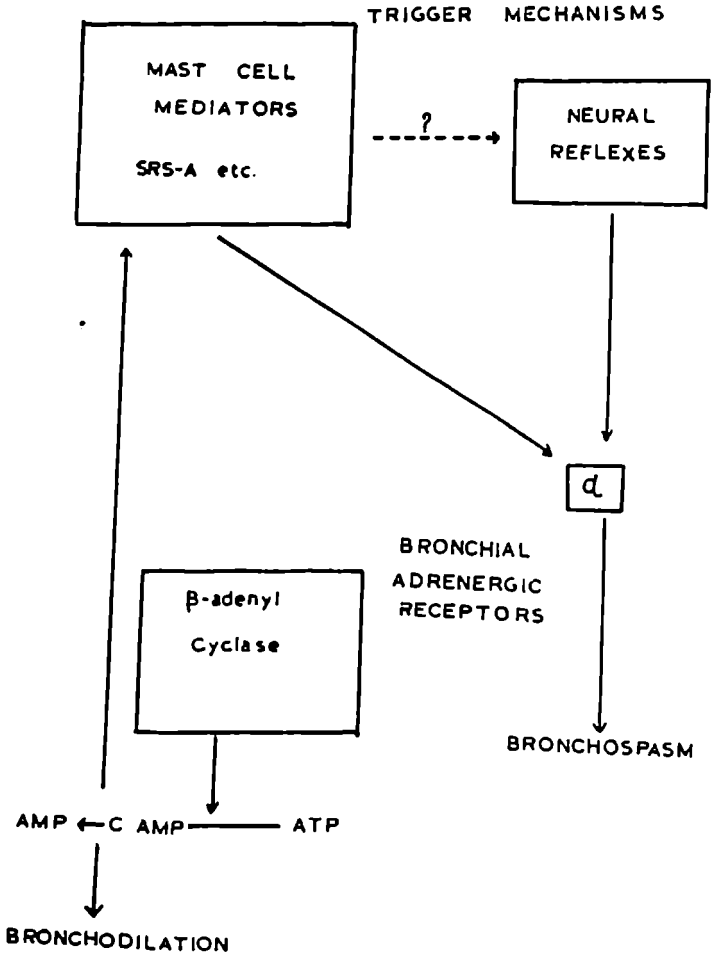 TRIGGER MECHANISMS
MAST CELL
MEDIATORS
SRS-A etc.
?
NEURAL
REFLEXES
α
BRONCHIAL
ADRENERGIC
RECEPTORS
β-adenyl
Cyclase
BRONCHOSPASM
AMP ← C AMP ATP
BRONCHODILATION